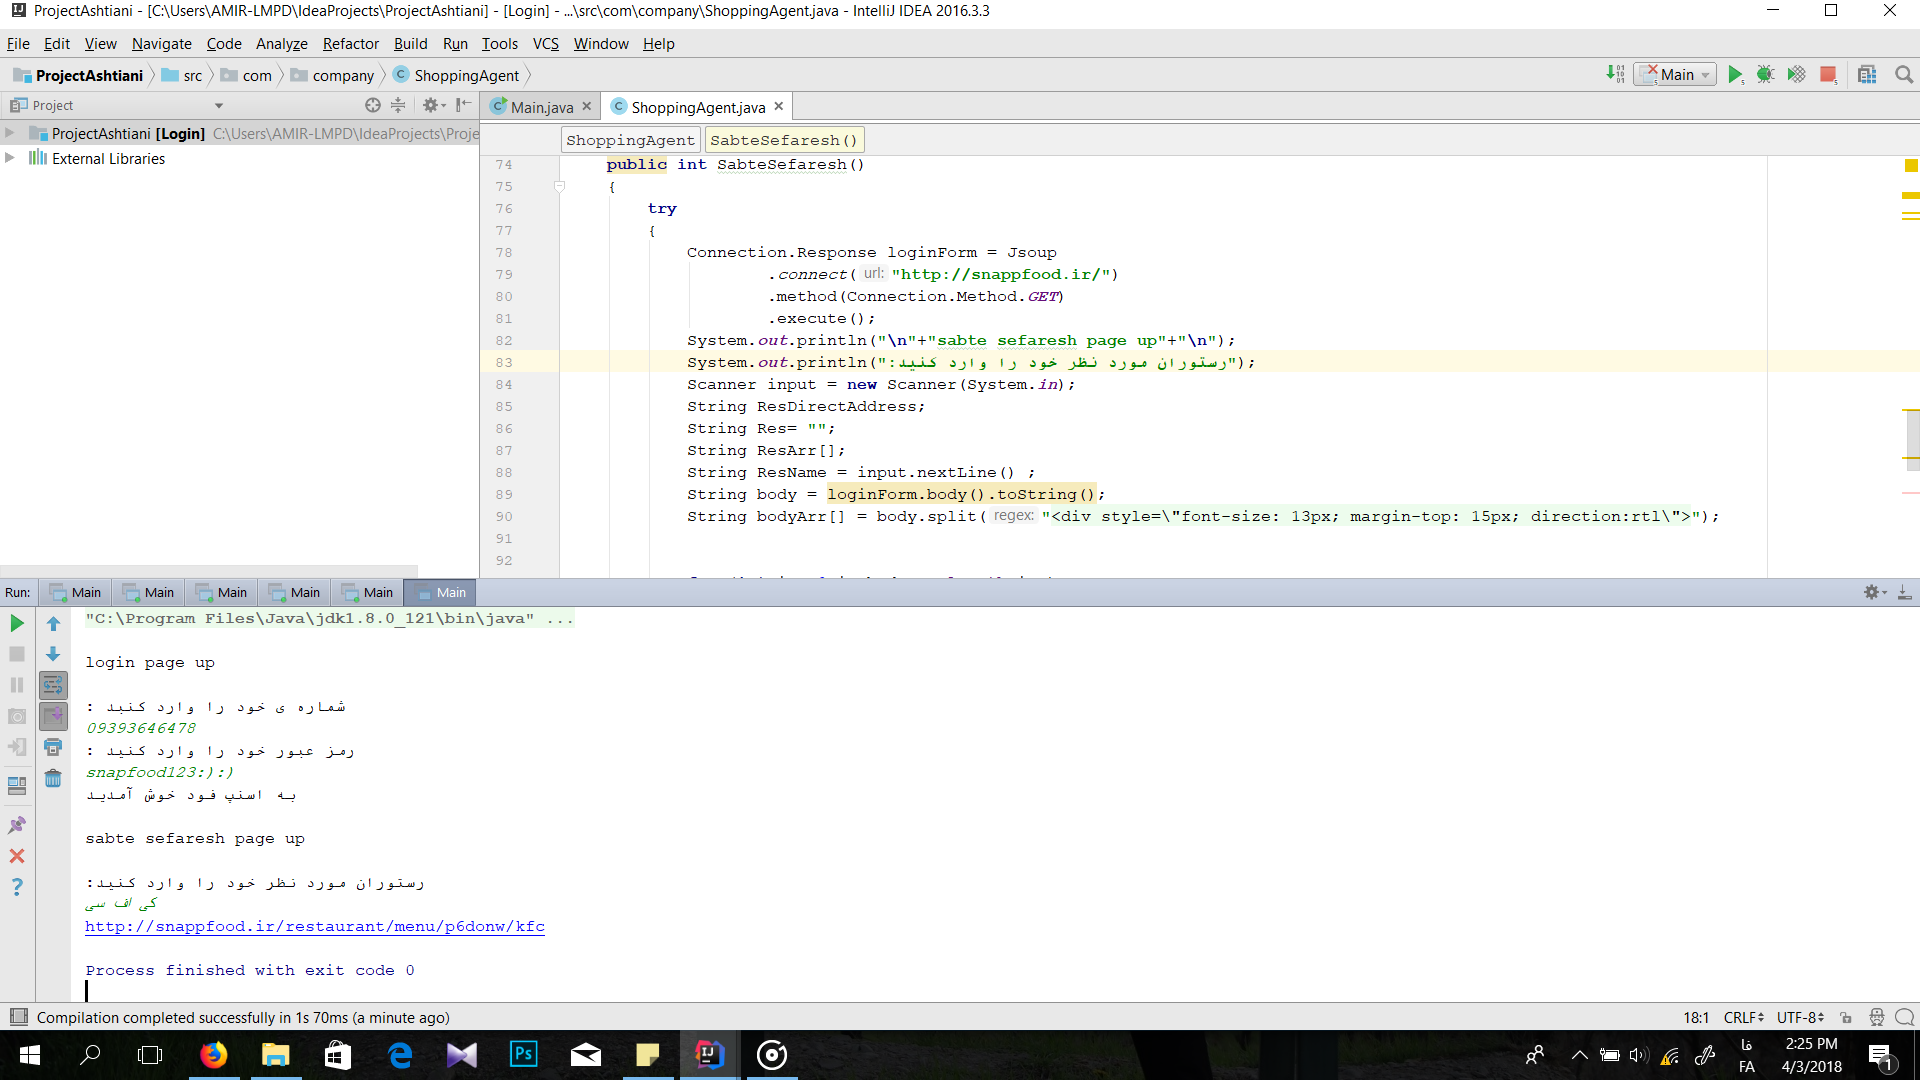 ProjectAshtiani - [C:\Users\AMIR-LMPD\IdeaProjects\ProjectAshtiani] - [Login] - ...\src\com\company\ShoppingAgent.java - IntelliJ IDEA 2016.3.3
File Edit View Navigate Code Analyze Refactor Build Run Tools VCS Window Help
ProjectAshtiani src com company ShoppingAgent Main
Project Main.java ShoppingAgent.java
ProjectAshtiani [Login] C:\Users\AMIR-LMPD\IdeaProjects\Proje
External Libraries
ShoppingAgent SabteSefaresh()
74 public int SabteSefaresh()
75 {
76 try
77 {
78 Connection.Response loginForm = Jsoup
79 .connect( url: "http://snappfood.ir/")
80 .method(Connection.Method.GET)
81 .execute();
82 System.out.println("\n"+"sabte sefaresh page up"+"\n");
83 System.out.println("رستوران مورد نظر خود را وارد کنید:");
84 Scanner input = new Scanner(System.in);
85 String ResDirectAddress;
86 String Res= "";
87 String ResArr[];
88 String ResName = input.nextLine() ;
89 String body = loginForm.body().toString();
90 String bodyArr[] = body.split( regex: "<div style=\"font-size: 13px; margin-top: 15px; direction:rtl\">");
91
92
Run: Main Main Main Main Main Main
"C:\Program Files\Java\jdk1.8.0_121\bin\java" ...
login page up
شماره ی خود را وارد کنبد :
09393646478
رمز عبور خود را وارد کنید :
snapfood123:):)
به اسنپ فود خوش آمدید
sabte sefaresh page up
رستوران مورد نظر خود را وارد کنید:
کی اف سی
http://snappfood.ir/restaurant/menu/p6donw/kfc
Process finished with exit code 0
Compilation completed successfully in 1s 70ms (a minute ago) 18:1 CRLF UTF-8
فا 2:25 PM
FA 4/3/2018 1